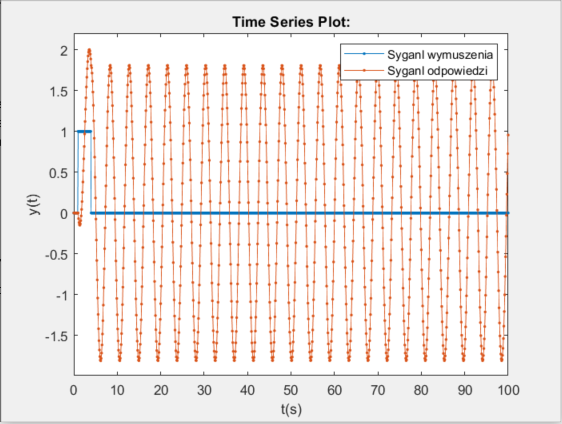 Time Series Plot:
Syganl wymuszenia
Syganl odpowiedzi
y(t)
2
1.5
1
0.5
0
-0.5
-1
-1.5
0 10 20 30 40 50 60 70 80 90 100
t(s)